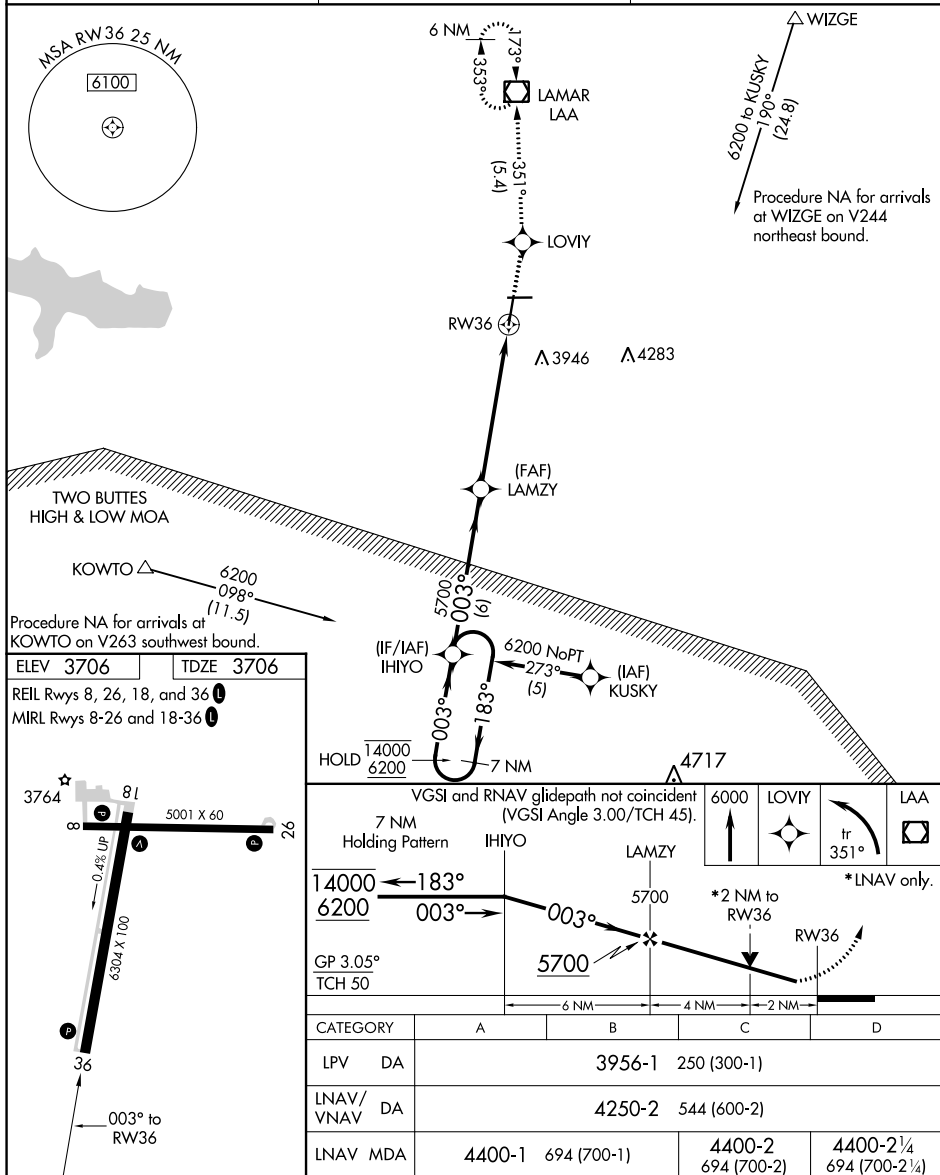 MSA RW 36 25 NM
6100
6 NM
173°
353°
LAMAR
LAA
351°
(5.4)
LOVIY
RW36
3946
4283
WIZGE
6200 to KUSKY
190°
(24.8)
Procedure NA for arrivals
at WIZGE on V244
northeast bound.
(FAF)
LAMZY
TWO BUTTES
HIGH & LOW MOA
KOWTO
6200
098°
(11.5)
Procedure NA for arrivals at
KOWTO on V263 southwest bound.
5700
003°
(6)
(IF/IAF)
IHIYO
6200 NoPT
273°
(5)
(IAF)
KUSKY
003°
183°
HOLD
14000
6200
7 NM
4717
ELEV 3706
TDZE 3706
REIL Rwys 8, 26, 18, and 36 L
MIRL Rwys 8-26 and 18-36 L
3764
18
P
8
5001 X 60
26
V
P
0.4% UP
6304 X 100
P
36
003° to
RW36
VGSI and RNAV glidepath not coincident
(VGSI Angle 3.00/TCH 45).
6000
LOVIY
tr
351°
LAA
7 NM
Holding Pattern
IHIYO
LAMZY
*LNAV only.
14000
183°
6200
003°
003°
5700
5700
*2 NM to
RW36
RW36
GP 3.05°
TCH 50
6 NM
4 NM
2 NM
CATEGORY A B C D
LPV DA 3956-1 250 (300-1)
LNAV/
VNAV DA 4250-2 544 (600-2)
LNAV MDA 4400-1 694 (700-1)
4400-2
694 (700-2)
4400-2¼
694 (700-2¼)